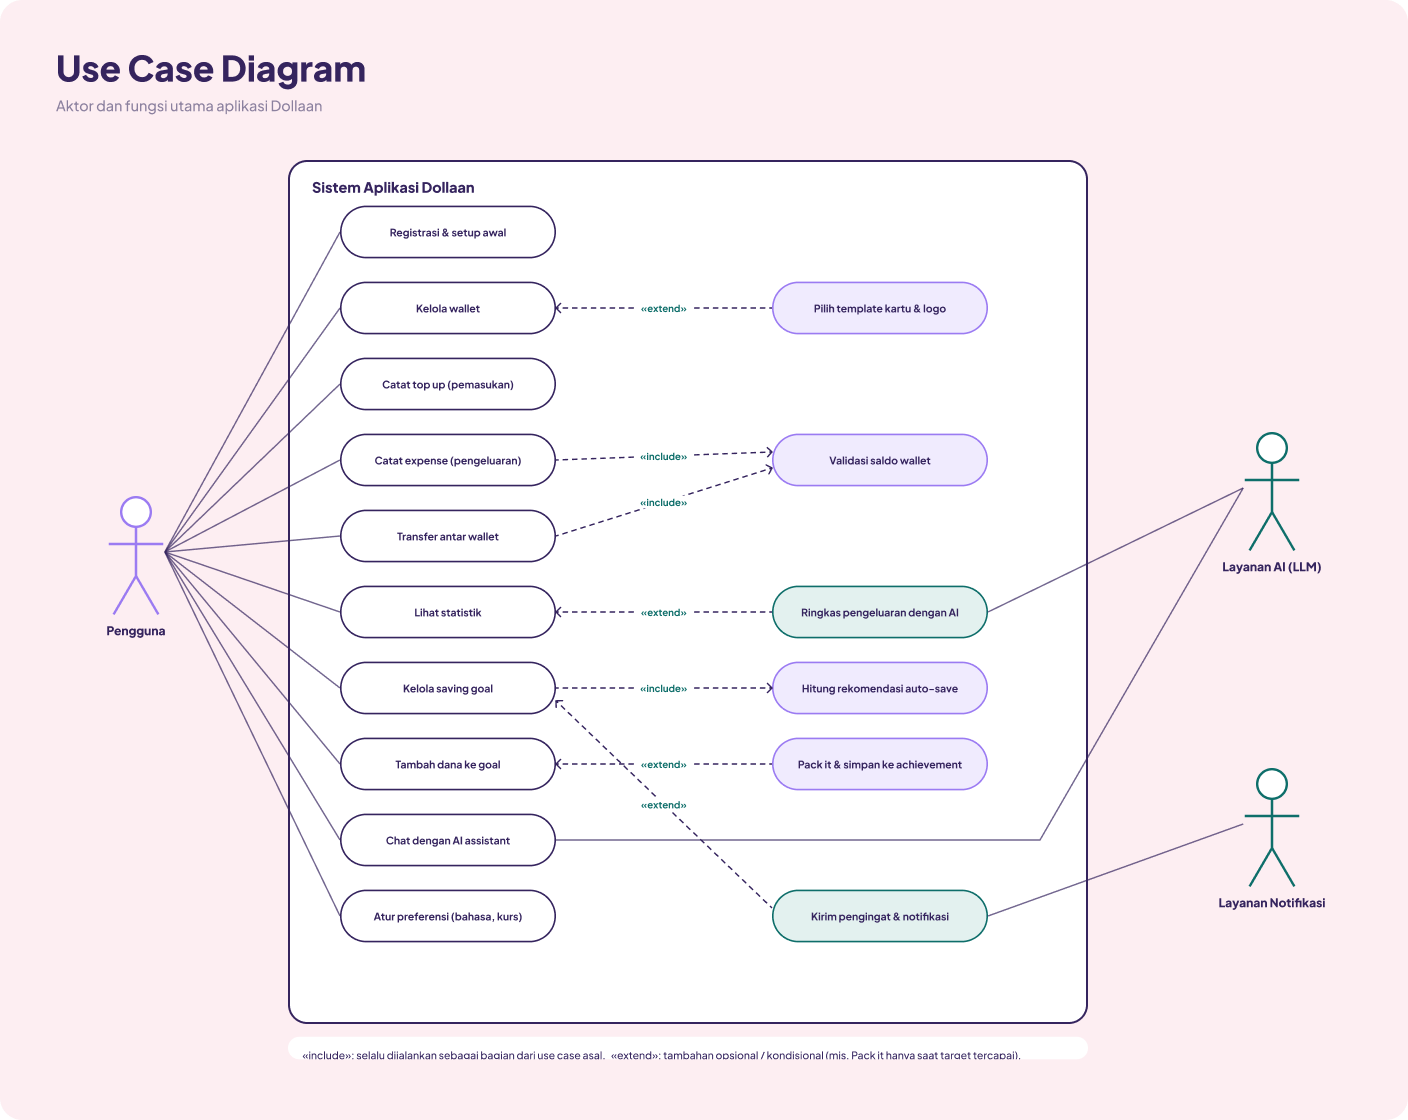 Use Case Diagram
Aktor dan fungsi utama aplikasi Dollaan
Sistem Aplikasi Dollaan
Registrasi & setup awal
Kelola wallet
«extend»
Pilih template kartu & logo
Catat top up (pemasukan)
Catat expense (pengeluaran)
«include»
Validasi saldo wallet
«include»
Transfer antar wallet
Lihat statistik
«extend»
Ringkas pengeluaran dengan AI
Layanan AI (LLM)
Pengguna
Kelola saving goal
«include»
Hitung rekomendasi auto-save
Tambah dana ke goal
«extend»
Pack it & simpan ke achievement
«extend»
Chat dengan AI assistant
Atur preferensi (bahasa, kurs)
Kirim pengingat & notifikasi
Layanan Notifikasi
«include»: selalu dijalankan sebagai bagian dari use case asal. «extend»: tambahan opsional / kondisional (mis. Pack it hanya saat target tercapai).